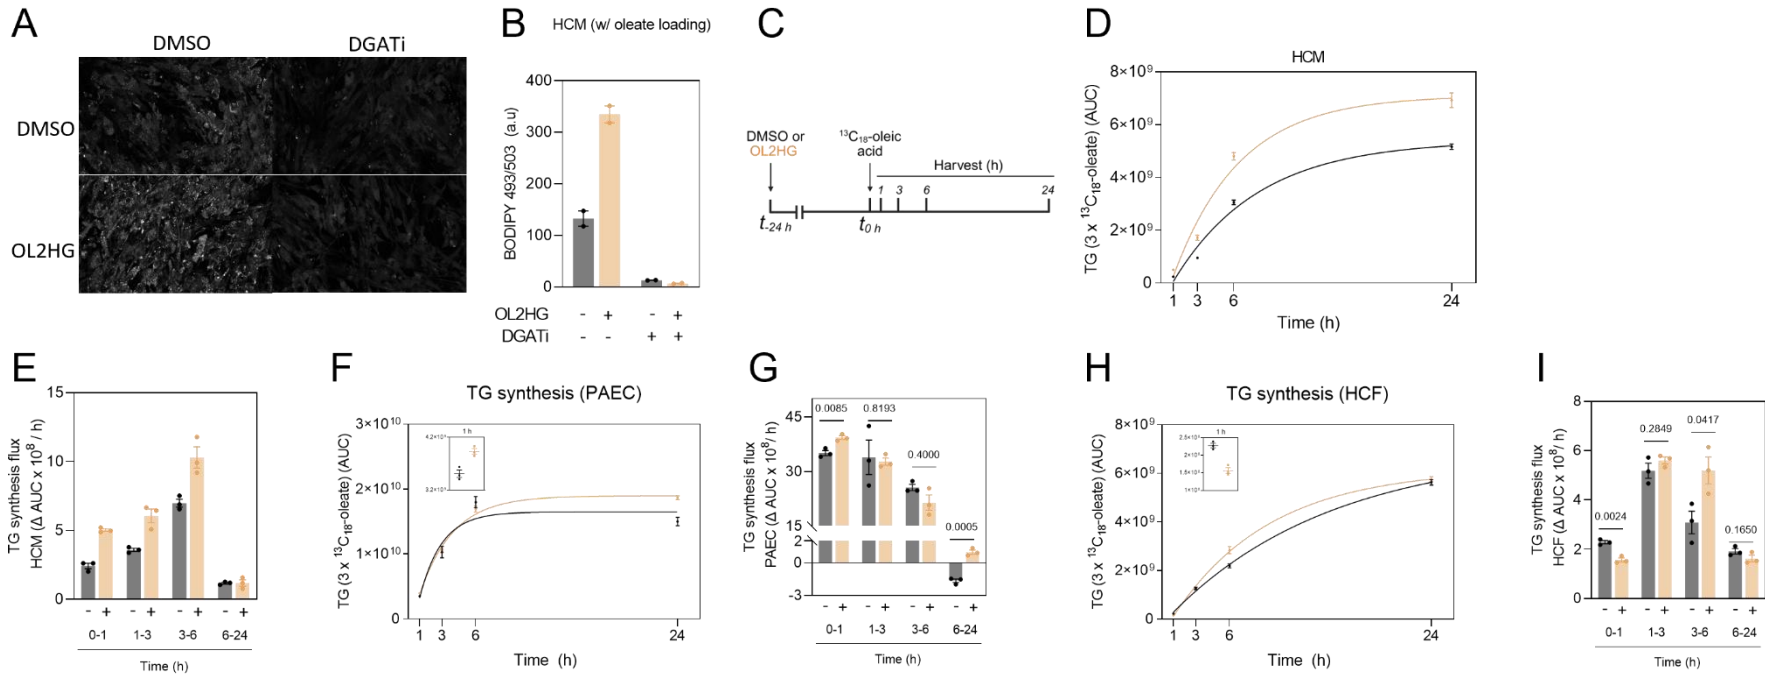 A
DMSO
DGATi
DMSO
OL2HG
B
HCM (w/ oleate loading)
BODIPY 493/503 (a.u)
400
300
200
100
0
OL2HG - + - +
DGATi - - + +
C
DMSO or
OL2HG
¹³C₁₈-oleic
acid
Harvest (h)
1 3 6 24
t-24 h
t0 h
D
HCM
TG (3 x ¹³C₁₈-oleate) (AUC)
8×10⁹
6×10⁹
4×10⁹
2×10⁹
0
1 3 6 24
Time (h)
E
TG synthesis flux
HCM (Δ AUC x 10⁸/ h)
15
10
5
0
- + - + - + - +
0-1 1-3 3-6 6-24
Time (h)
F
TG synthesis (PAEC)
TG (3 x ¹³C₁₈-oleate) (AUC)
3×10¹⁰
2×10¹⁰
1×10¹⁰
0
1 h
1 3 6 24
Time (h)
G
TG synthesis flux
PAEC (Δ AUC x 10⁸/ h)
45
30
15
2
0
-3
0.0085
0.8193
0.4000
0.0005
- + - + - + - +
0-1 1-3 3-6 6-24
Time (h)
H
TG synthesis (HCF)
TG (3 x ¹³C₁₈-oleate) (AUC)
8×10⁹
6×10⁹
4×10⁹
2×10⁹
0
1 h
1 3 6 24
Time (h)
I
TG synthesis flux
HCF (Δ AUC x 10⁸/ h)
8
6
4
2
0
0.0024
0.2849
0.0417
0.1650
- + - + - + - +
0-1 1-3 3-6 6-24
Time (h)